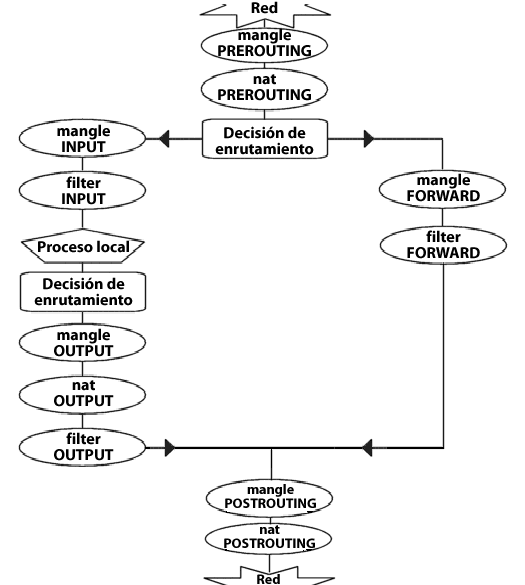 Red
mangle
PREROUTING
nat
PREROUTING
Decisión de
enrutamiento
mangle
INPUT
filter
INPUT
Proceso local
Decisión de
enrutamiento
mangle
OUTPUT
nat
OUTPUT
filter
OUTPUT
mangle
FORWARD
filter
FORWARD
mangle
POSTROUTING
nat
POSTROUTING
Red